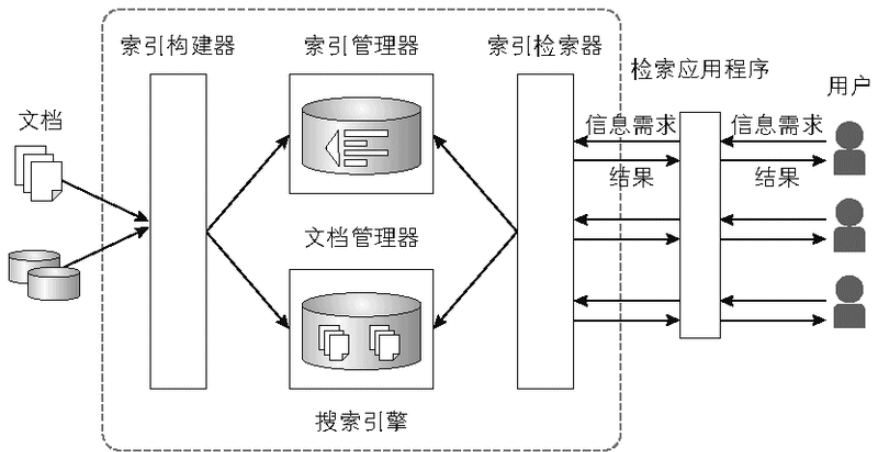 索引构建器
索引管理器
索引检索器
检索应用程序
用户
文档
信息需求
信息需求
结果
结果
文档管理器
搜索引擎